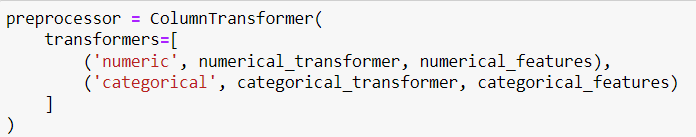 preprocessor = ColumnTransformer(
    transformers=[
        ('numeric', numerical_transformer, numerical_features),
        ('categorical', categorical_transformer, categorical_features)
    ]
)